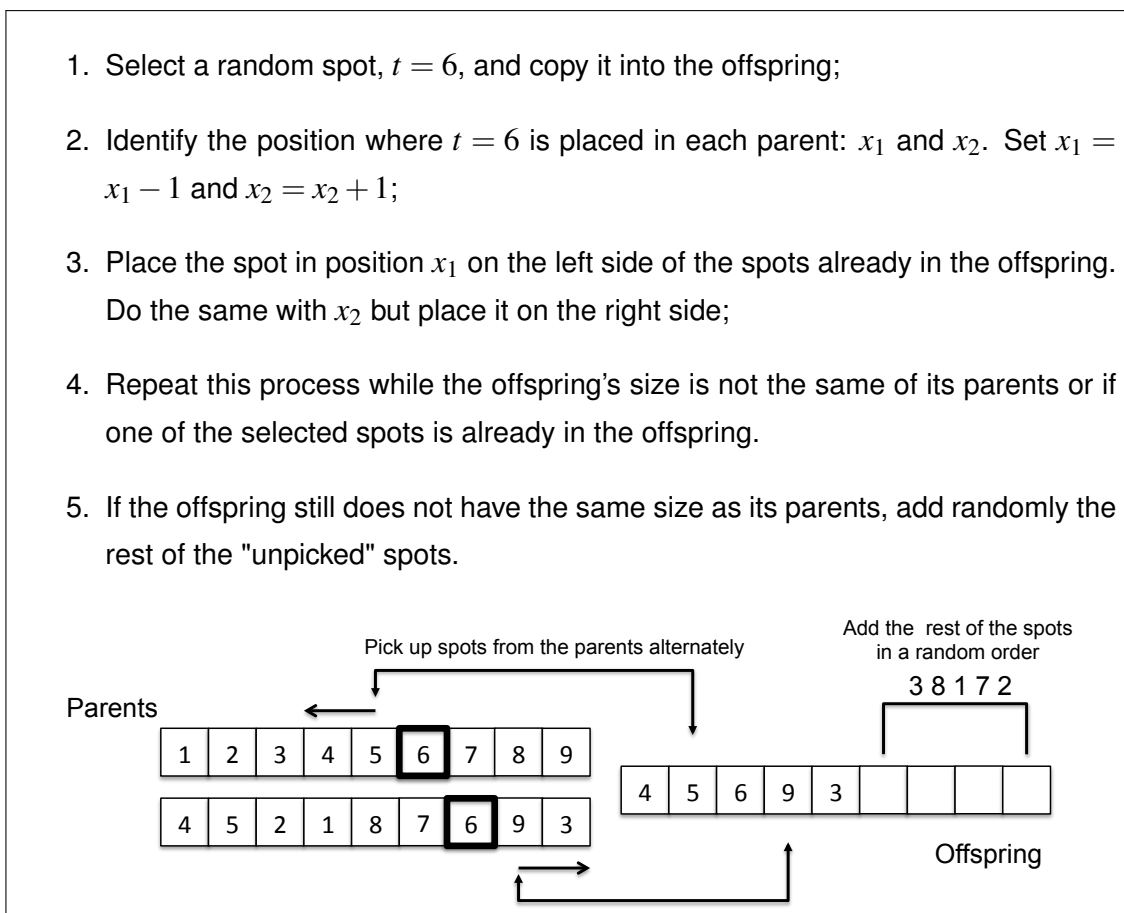 1. Select a random spot, t = 6, and copy it into the offspring;
2. Identify the position where t = 6 is placed in each parent: x₁ and x₂. Set x₁ =
x₁ − 1 and x₂ = x₂ + 1;
3. Place the spot in position x₁ on the left side of the spots already in the offspring.
Do the same with x₂ but place it on the right side;
4. Repeat this process while the offspring's size is not the same of its parents or if
one of the selected spots is already in the offspring.
5. If the offspring still does not have the same size as its parents, add randomly the
rest of the "unpicked" spots.
Pick up spots from the parents alternately
Add the rest of the spots
in a random order
3 8 1 7 2
Parents
1 2 3 4 5 6 7 8 9
4 5 2 1 8 7 6 9 3
4 5 6 9 3
Offspring